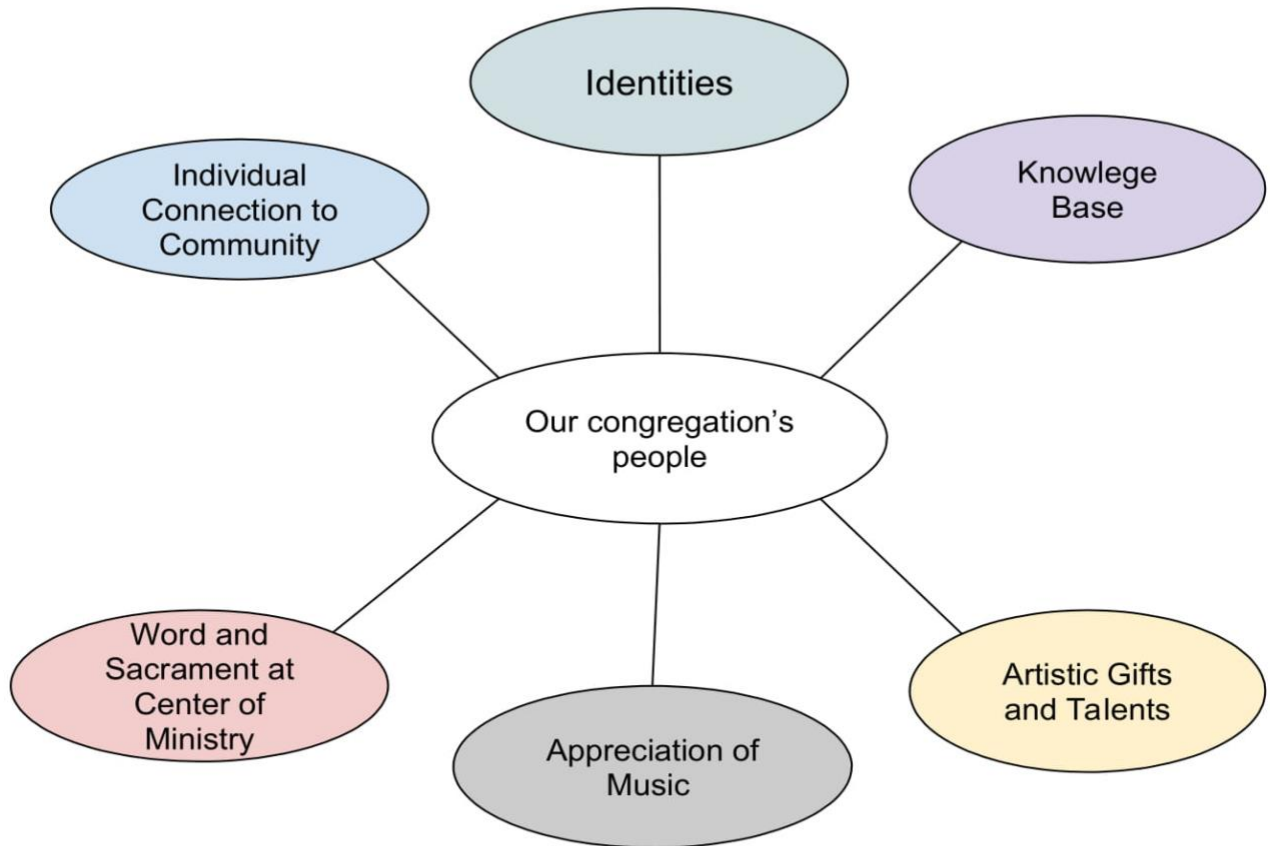 Identities
Individual
Connection to
Community
Knowlege
Base
Our congregation’s
people
Word and
Sacrament at
Center of
Ministry
Appreciation of
Music
Artistic Gifts
and Talents